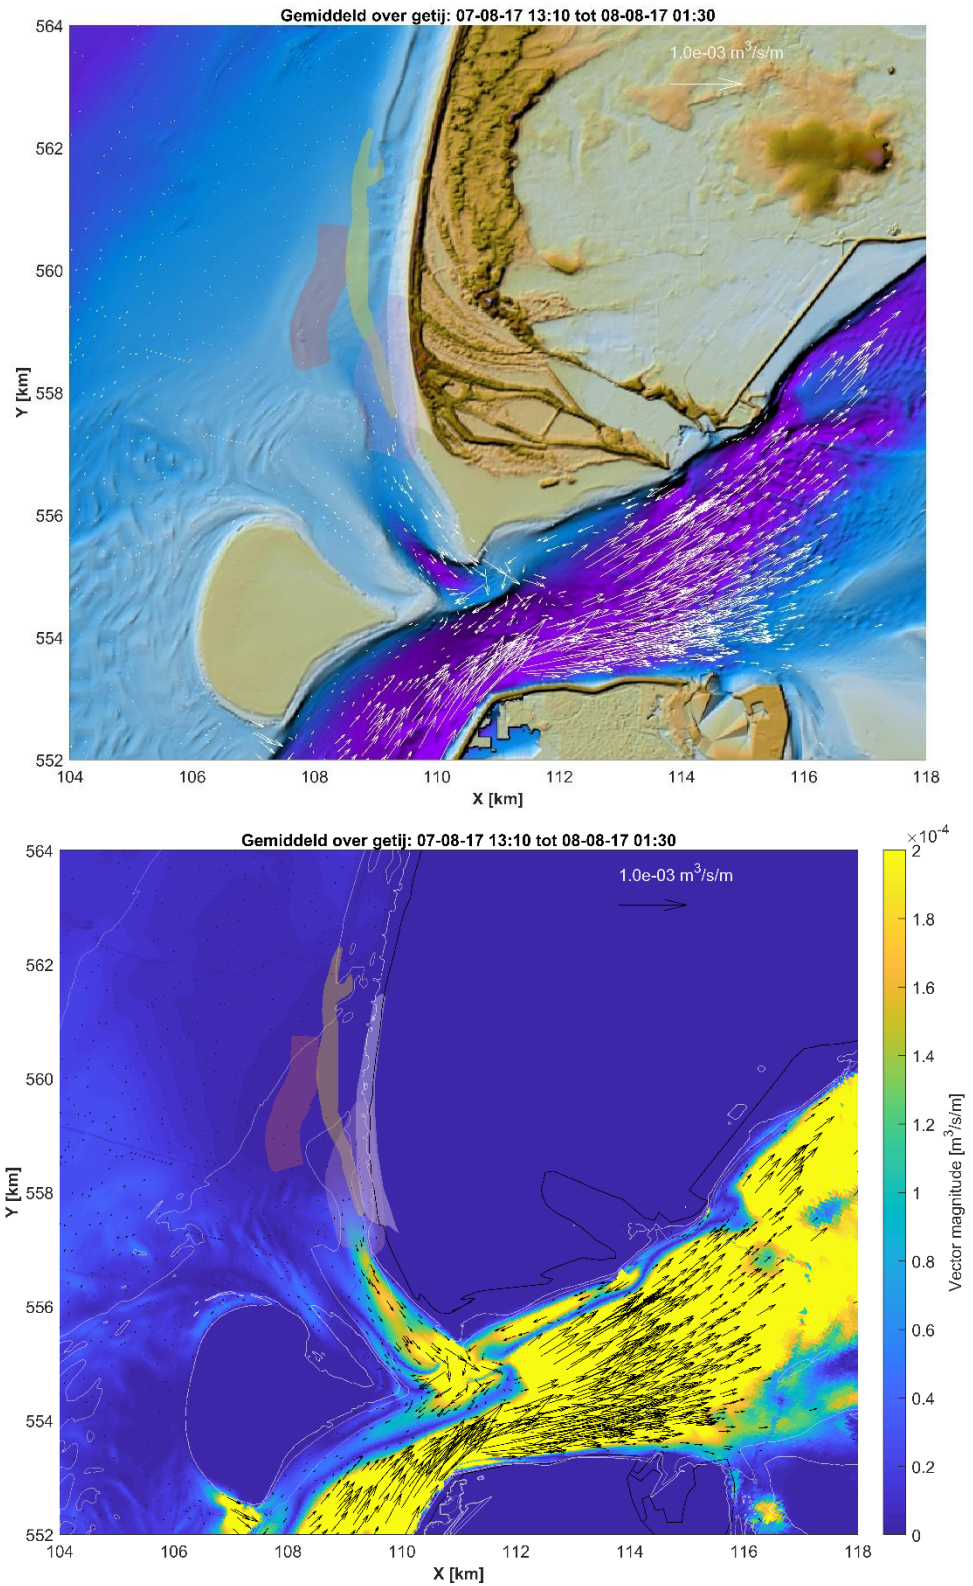 Gemiddeld over getij: 07-08-17 13:10 tot 08-08-17 01:30
564
1.0e-03 m³/s/m
562
560
558
556
554
552
Y [km]
104 106 108 110 112 114 116 118
X [km]
Gemiddeld over getij: 07-08-17 13:10 tot 08-08-17 01:30
×10⁻⁴
564
1.0e-03 m³/s/m
562
560
558
556
554
552
Y [km]
104 106 108 110 112 114 116 118
X [km]
2
1.8
1.6
1.4
1.2
1
0.8
0.6
0.4
0.2
0
Vector magnitude [m³/s/m]